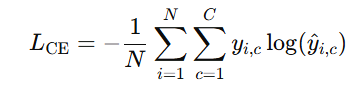 L_CE = -\frac{1}{N} \sum_{i=1}^{N} \sum_{c=1}^{C} y_{i,c} \log(\hat{y}_{i,c})